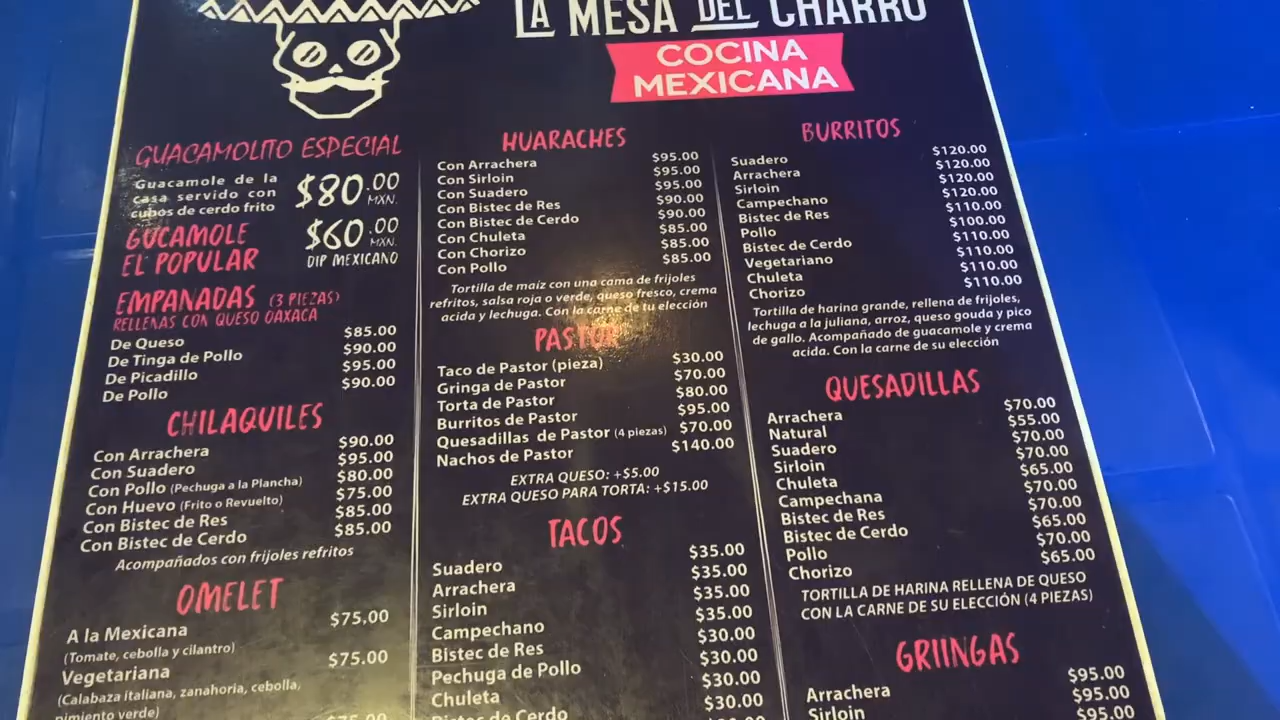 LA MESA DEL CHARRO
COCINA
MEXICANA
GUACAMOLITO ESPECIAL
Guacamole de la
casa servido con
cubos de cerdo frito
$80.00
MXN.
GUCAMOLE
EL POPULAR
$60.00
MXN.
DIP MEXICANO
EMPANADAS (3 PIEZAS)
RELLENAS CON QUESO OAXACA
De Queso $85.00
De Tinga de Pollo $90.00
De Picadillo $95.00
De Pollo $90.00
CHILAQUILES
Con Arrachera $90.00
Con Suadero $95.00
Con Pollo (Pechuga a la Plancha) $80.00
Con Huevo (Frito o Revuelto) $75.00
Con Bistec de Res $85.00
Con Bistec de Cerdo $85.00
Acompañados con frijoles refritos
OMELET
A la Mexicana $75,00
(Tomate, cebolla y cilantro)
Vegetariana $75.00
(Calabaza italiana, zanahoria, cebolla,
pimiento verde)
$75.00
HUARACHES
Con Arrachera $95.00
Con Sirloin $95.00
Con Suadero $95.00
Con Bistec de Res $90.00
Con Bistec de Cerdo $90.00
Con Chuleta $85.00
Con Chorizo $85.00
Con Pollo $85.00
Tortilla de maíz con una cama de frijoles
refritos, salsa roja o verde, queso fresco, crema
acida y lechuga. Con la carne de tu elección
PASTOR
Taco de Pastor (pieza) $30.00
Gringa de Pastor $70.00
Torta de Pastor $80.00
Burritos de Pastor $95.00
Quesadillas de Pastor (4 piezas) $70.00
Nachos de Pastor $140.00
EXTRA QUESO: +$5.00
EXTRA QUESO PARA TORTA: +$15.00
TACOS
Suadero $35.00
Arrachera $35.00
Sirloin $35.00
Campechano $35.00
Bistec de Res $30.00
Pechuga de Pollo $30.00
Chuleta $30.00
Bistec de Cerdo $30.00
BURRITOS
Suadero $120.00
Arrachera $120.00
Sirloin $120.00
Campechano $120.00
Bistec de Res $110.00
Pollo $100.00
Bistec de Cerdo $110.00
Vegetariano $110.00
Chuleta $110.00
Chorizo $110.00
Tortilla de harina grande, rellena de frijoles,
lechuga a la juliana, arroz, queso gouda y pico
de gallo. Acompañado de guacamole y crema
acida. Con la carne de su elección
QUESADILLAS
Arrachera $70.00
Natural $55.00
Suadero $70.00
Sirloin $70.00
Chuleta $65.00
Campechana $70.00
Bistec de Res $70.00
Bistec de Cerdo $65.00
Pollo $70.00
Chorizo $65.00
TORTILLA DE HARINA RELLENA DE QUESO
CON LA CARNE DE SU ELECCIÓN (4 PIEZAS)
GRIINGAS
Arrachera $95.00
Sirloin $95.00
$95.00